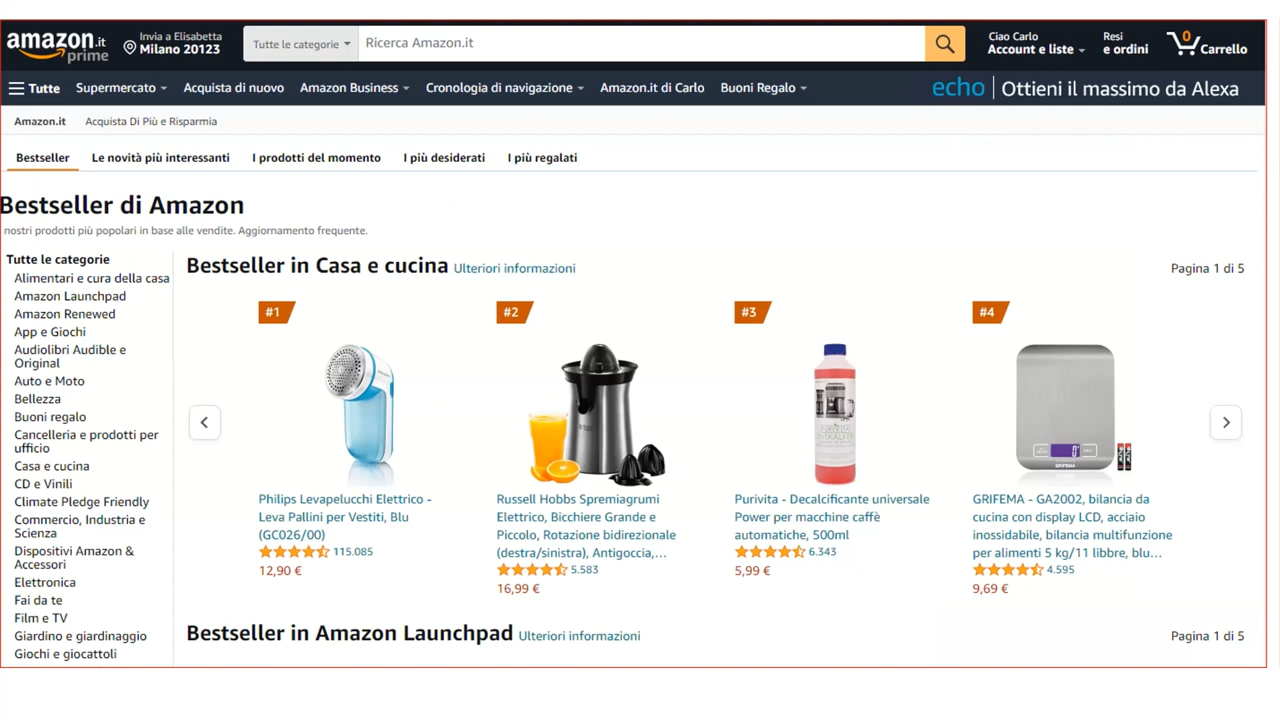 amazon.it
prime
Invia a Elisabetta
Milano 20123
Tutte le categorie
Ricerca Amazon.it
Ciao Carlo
Account e liste
Resi
e ordini
0
Carrello
Tutte
Supermercato
Acquista di nuovo
Amazon Business
Cronologia di navigazione
Amazon.it di Carlo
Buoni Regalo
echo
Ottieni il massimo da Alexa
Amazon.it
Acquista Di Più e Risparmia
Bestseller
Le novità più interessanti
I prodotti del momento
I più desiderati
I più regalati
Bestseller di Amazon
nostri prodotti più popolari in base alle vendite. Aggiornamento frequente.
Tutte le categorie
Alimentari e cura della casa
Amazon Launchpad
Amazon Renewed
App e Giochi
Audiolibri Audible e
Original
Auto e Moto
Bellezza
Buoni regalo
Cancelleria e prodotti per
ufficio
Casa e cucina
CD e Vinili
Climate Pledge Friendly
Commercio, Industria e
Scienza
Dispositivi Amazon &
Accessori
Elettronica
Fai da te
Film e TV
Giardino e giardinaggio
Giochi e giocattoli
Bestseller in Casa e cucina Ulteriori informazioni
Pagina 1 di 5
#1
Philips Levapelucchi Elettrico -
Leva Pallini per Vestiti, Blu
(GC026/00)
115.085
12,90 €
#2
Russell Hobbs Spremiagrumi
Elettrico, Bicchiere Grande e
Piccolo, Rotazione bidirezionale
(destra/sinistra), Antigoccia,...
5.583
16,99 €
#3
PURIVITA
ENTKALKER
Purivita - Decalcificante universale
Power per macchine caffè
automatiche, 500ml
6.343
5,99 €
#4
GRIFEMA
GRIFEMA - GA2002, bilancia da
cucina con display LCD, acciaio
inossidabile, bilancia multifunzione
per alimenti 5 kg/11 libbre, blu...
4.595
9,69 €
Bestseller in Amazon Launchpad Ulteriori informazioni
Pagina 1 di 5